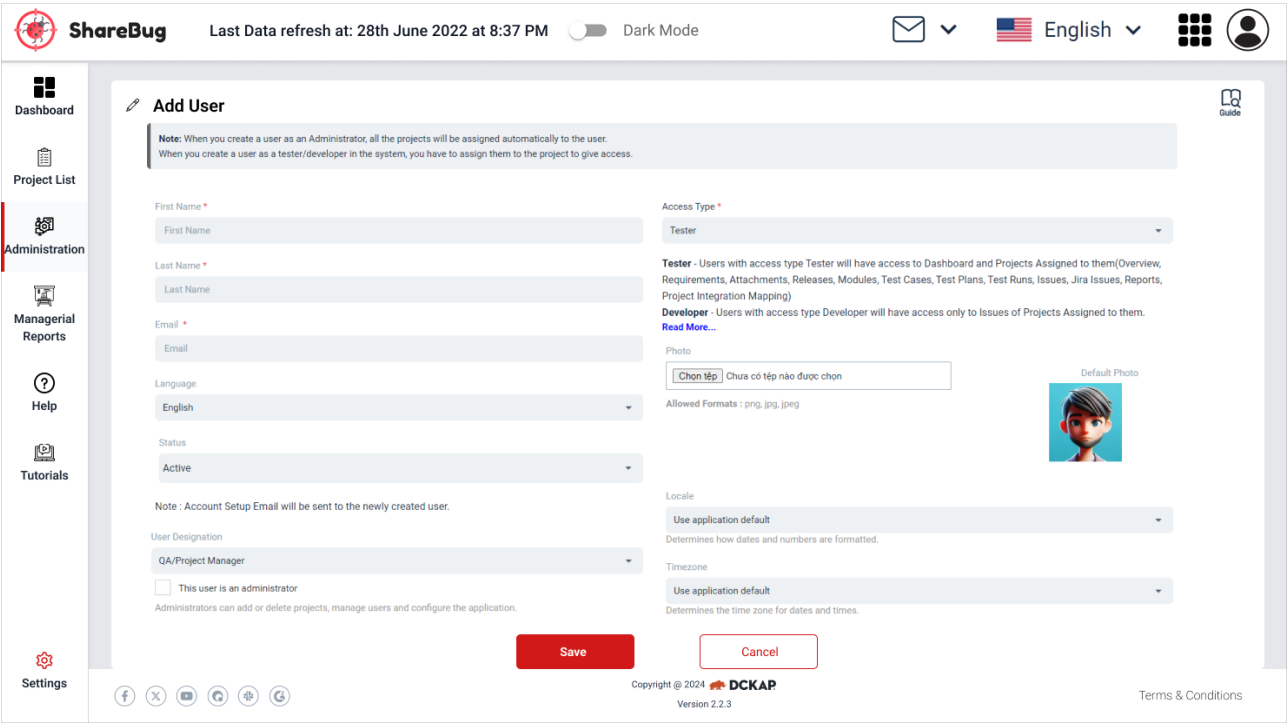 ShareBug
Last Data refresh at: 28th June 2022 at 8:37 PM
Dark Mode
English
Dashboard
Project List
Administration
Managerial
Reports
Help
Tutorials
Settings
Add User
Guide
Note: When you create a user as an Administrator, all the projects will be assigned automatically to the user.
When you create a user as a tester/developer in the system, you have to assign them to the project to give access.
First Name *
First Name
Last Name *
Last Name
Email *
Email
Language
English
Status
Active
Note : Account Setup Email will be sent to the newly created user.
User Designation
QA/Project Manager
This user is an administrator
Administrators can add or delete projects, manage users and configure the application.
Access Type *
Tester
Tester - Users with access type Tester will have access to Dashboard and Projects Assigned to them(Overview,
Requirements, Attachments, Releases, Modules, Test Cases, Test Plans, Test Runs, Issues, Jira Issues, Reports,
Project Integration Mapping)
Developer - Users with access type Developer will have access only to Issues of Projects Assigned to them.
Read More...
Photo
Chọn tệp Chưa có tệp nào được chọn
Allowed Formats : png, jpg, jpeg
Default Photo
Locale
Use application default
Determines how dates and numbers are formatted.
Timezone
Use application default
Determines the time zone for dates and times.
Save
Cancel
Copyright @ 2024 DCKAP
Version 2.2.3
Terms & Conditions